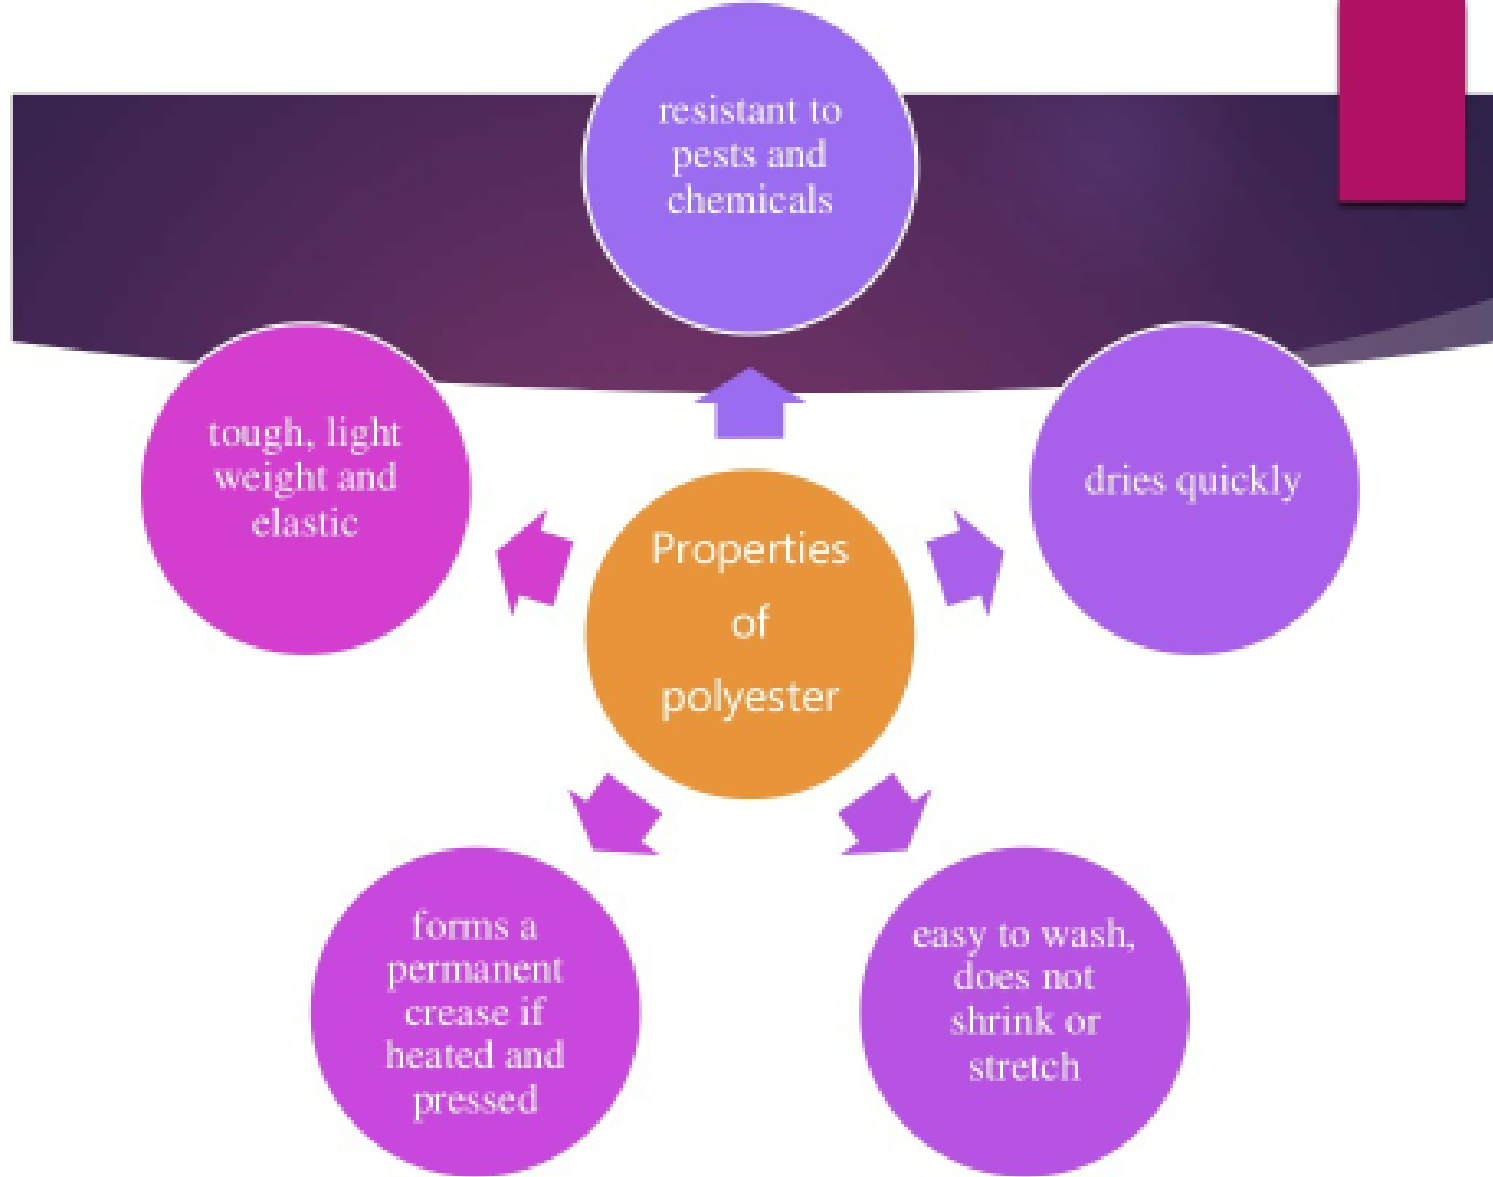 resistant to
pests and
chemicals
tough, light
weight and
elastic
dries quickly
Properties
of
polyester
forms a
permanent
crease if
heated and
pressed
easy to wash,
does not
shrink or
stretch